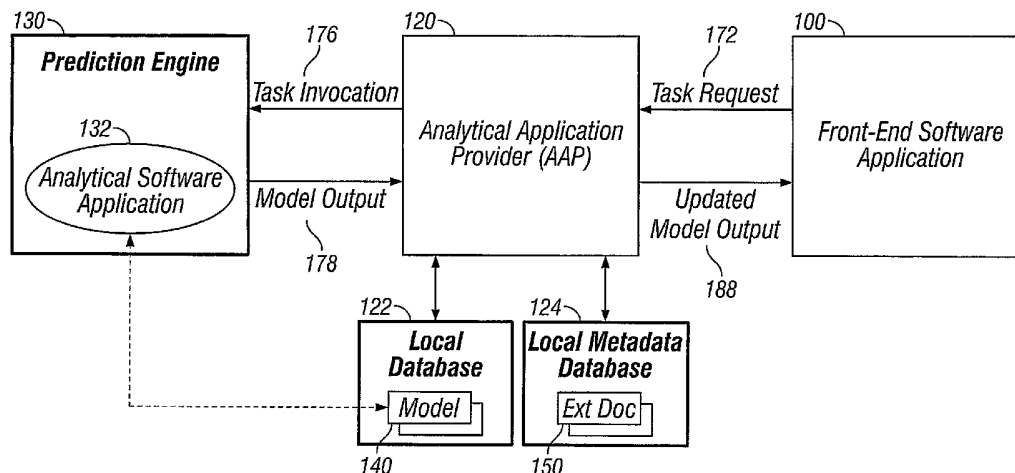 130
Prediction Engine
132
Analytical Software
Application
176
Task Invocation
Model Output
178
120
Analytical Application
Provider (AAP)
172
Task Request
Updated
Model Output
188
100
Front-End Software
Application
122
Local
Database
Model
140
124
Local Metadata
Database
Ext Doc
150